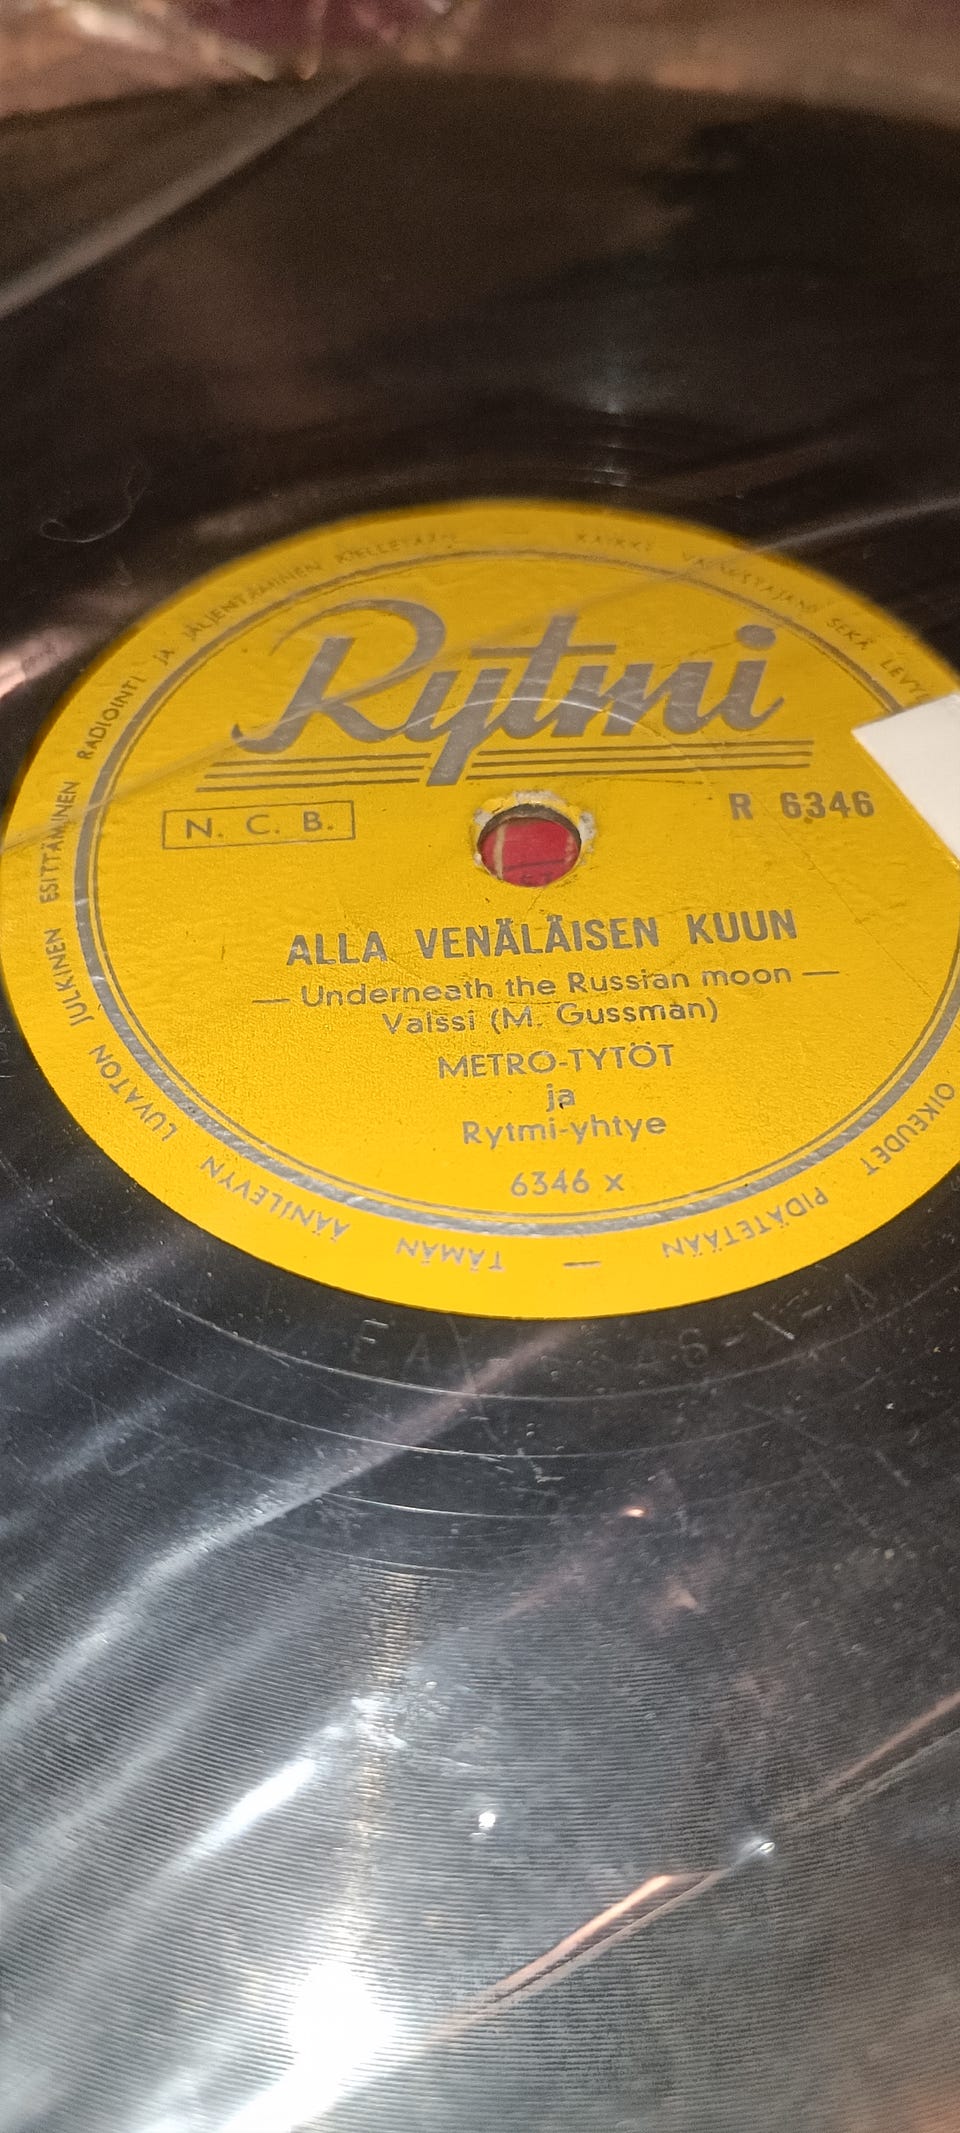 Rytmi
N. C. B.
R 6346
ALLA VENÄLÄISEN KUUN
— Underneath the Russian moon —
Valssi (M. Gussman)
METRO-TYTÖT
ja
Rytmi-yhtye
6346 x
KAIKKI VALMISTAJAN SEKÄ OIKEUDET PIDÄTETÄÄN — TÄMÄN ÄÄNILEVYN LUVATON JULKINEN ESITTÄMINEN RADIOINTI JA JÄLJENTÄMINEN KIELLETÄÄN